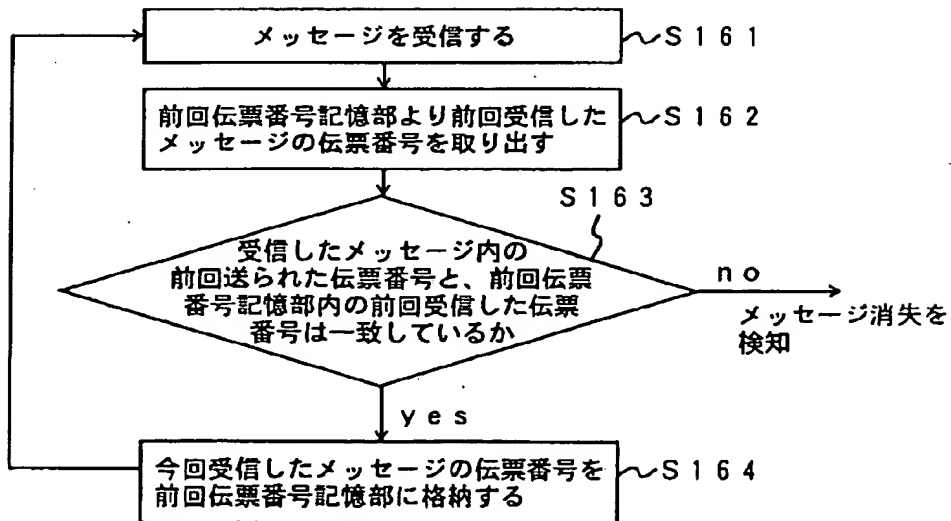 メッセージを受信する
S161
前回伝票番号記憶部より前回受信した
メッセージの伝票番号を取り出す
S162
S163
受信したメッセージ内の
前回送られた伝票番号と、前回伝票
番号記憶部内の前回受信した伝票
番号は一致しているか
no
メッセージ消失を
検知
yes
今回受信したメッセージの伝票番号を
前回伝票番号記憶部に格納する
S164